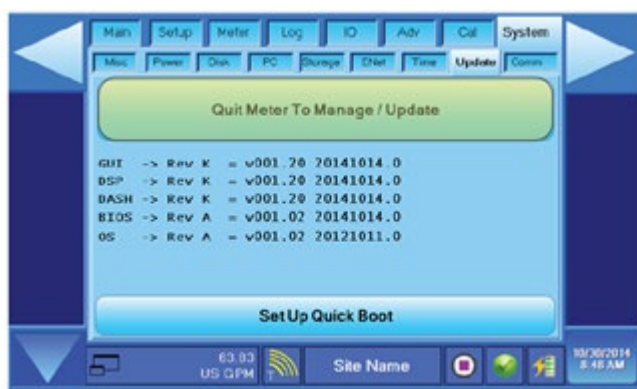 Main Setup Meter Log IO Adv Cal System
Misc Power Disk PC Storage ENet Time Update Comm
Quit Meter To Manage / Update
GUI -> Rev K = v001.20 20141014.0
DSP -> Rev K = v001.20 20141014.0
DASH -> Rev K = v001.20 20141014.0
BIOS -> Rev A = v001.02 20141014.0
OS -> Rev A = v001.02 20121011.0
Set Up Quick Boot
63.83
US GPM
T
Site Name
10/30/2014
8:46 AM